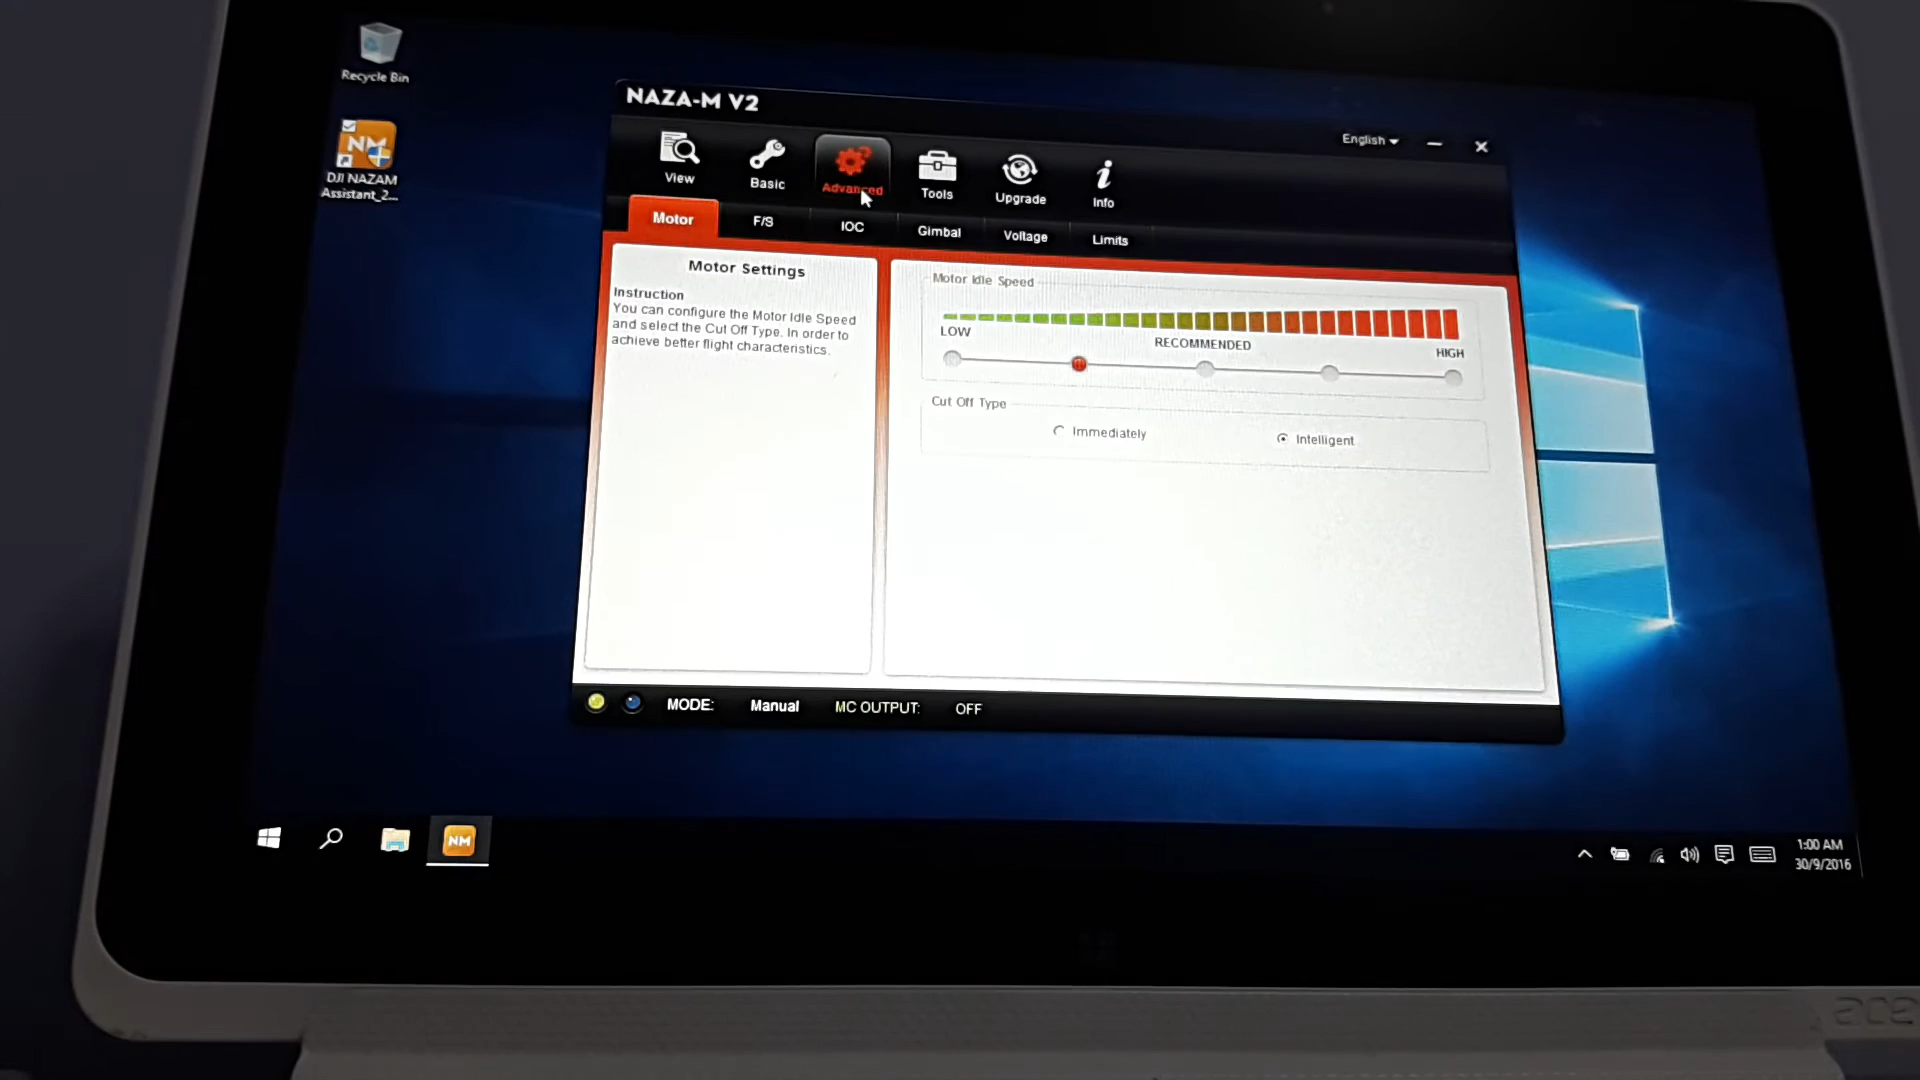 Recycle Bin
NM
DJI NAZAM
Assistant_2...
NAZA-M V2
English
View
Basic
Advanced
Tools
Upgrade
Info
Motor
F/S
IOC
Gimbal
Voltage
Limits
Motor Settings
Instruction
You can configure the Motor Idle Speed
and select the Cut Off Type. In order to
achieve better flight characteristics.
Motor Idle Speed
LOW
RECOMMENDED
HIGH
Cut Off Type
Immediately
Intelligent
MODE:
Manual
MC OUTPUT:
OFF
NM
1:00 AM
30/9/2016
acer